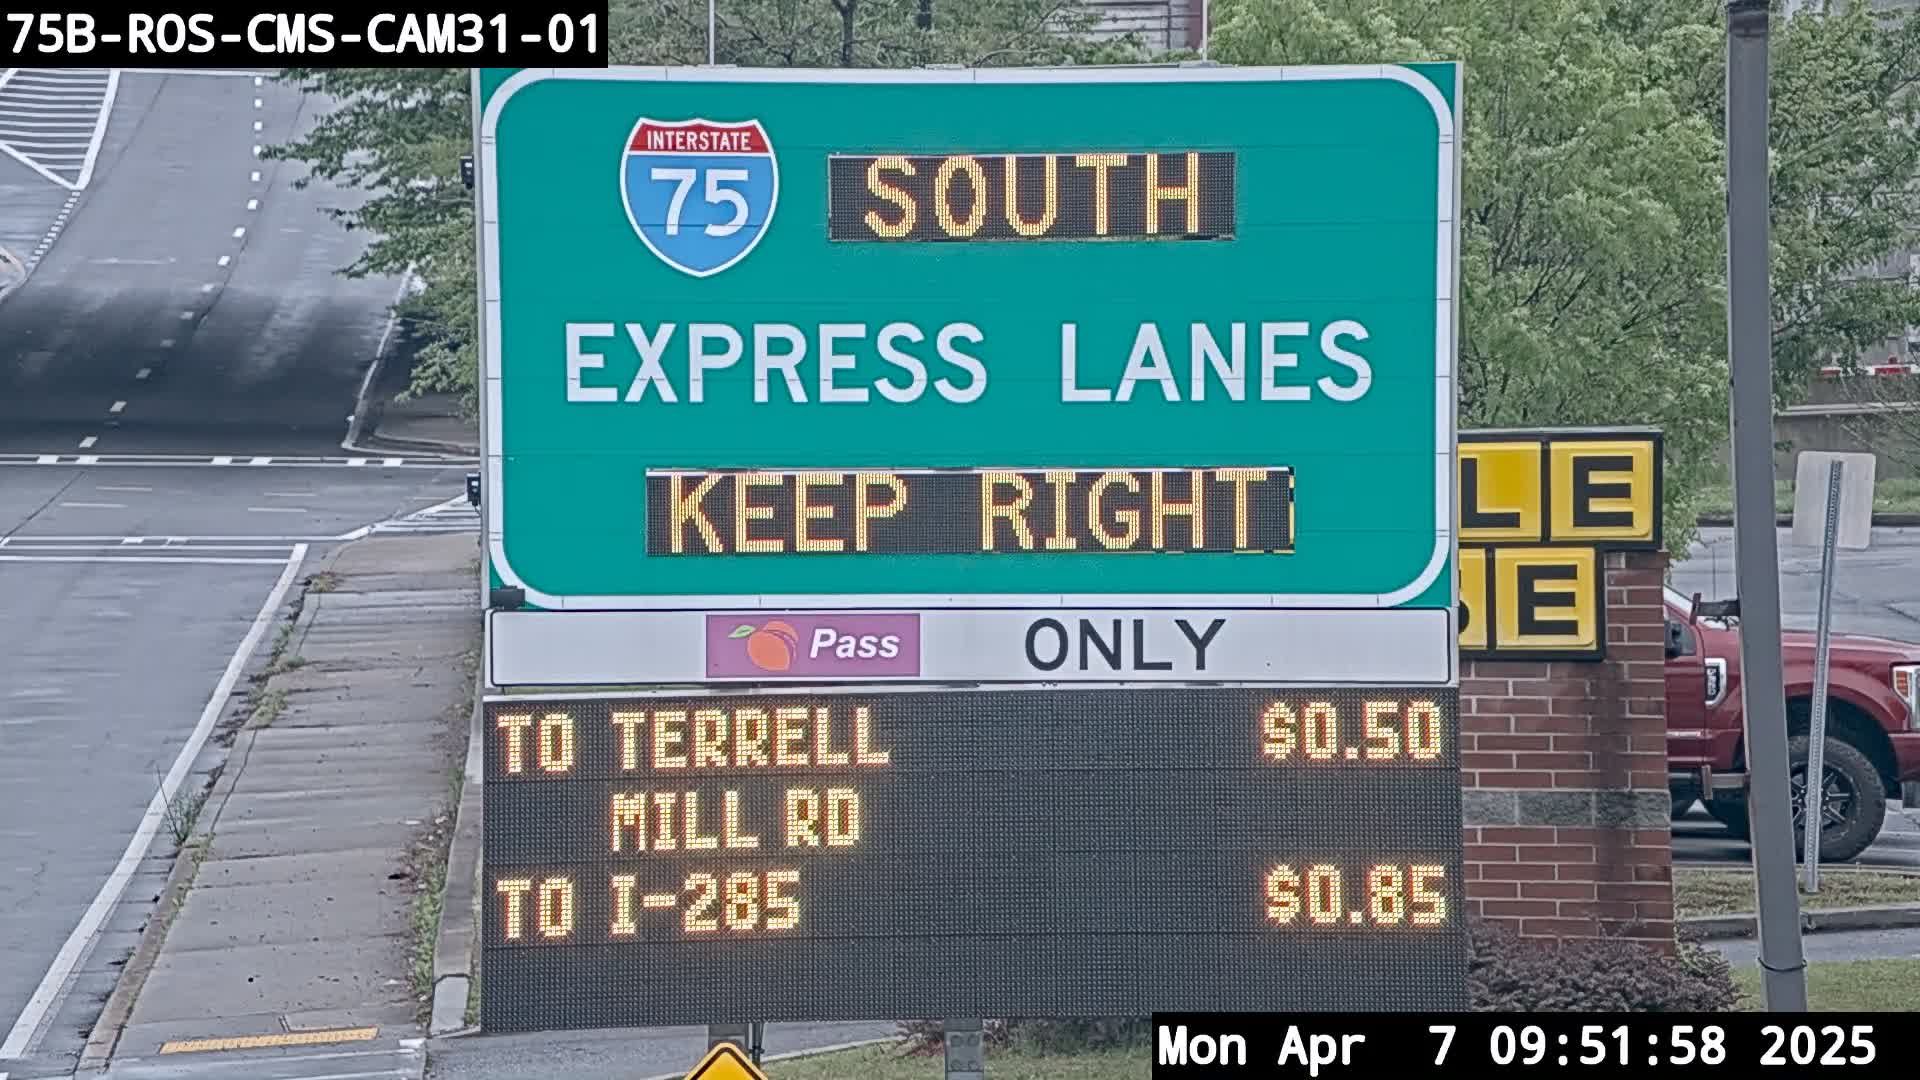 75B-ROS-CMS-CAM31-01
INTERSTATE
75
SOUTH
EXPRESS LANES
KEEP RIGHT
Pass ONLY
TO TERRELL $0.50
MILL RD
TO I-285 $0.85
LE
E
Mon Apr 7 09:51:58 2025